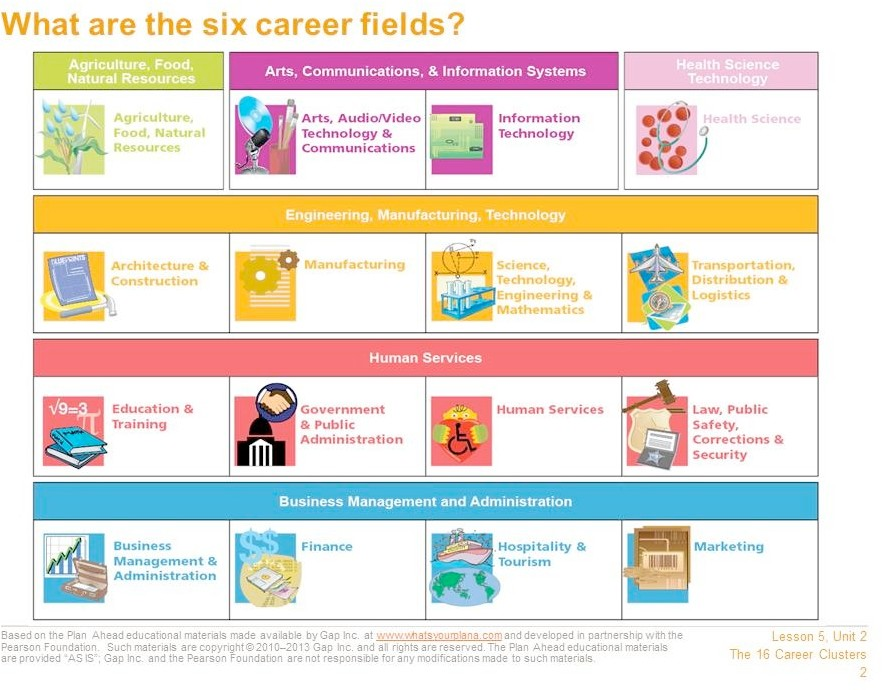 What are the six career fields?
Agriculture, Food,
Natural Resources
Arts, Communications, & Information Systems
Health Science
Technology
Agriculture,
Food, Natural
Resources
Arts, Audio/Video
Technology &
Communications
Information
Technology
Health Science
Engineering, Manufacturing, Technology
BLUEPRINTS
Architecture &
Construction
Manufacturing
Science,
Technology,
Engineering &
Mathematics
Transportation,
Distribution &
Logistics
Human Services
√9=3
π
Education &
Training
Government
& Public
Administration
Human Services
Law, Public
Safety,
Corrections &
Security
Business Management and Administration
Business
Management &
Administration
$$
Finance
Hospitality &
Tourism
Marketing
Based on the Plan Ahead educational materials made available by Gap Inc. at www.whatsyourplana.com and developed in partnership with the
Pearson Foundation. Such materials are copyright © 2010–2013 Gap Inc. and all rights are reserved. The Plan Ahead educational materials
are provided “AS IS”; Gap Inc. and the Pearson Foundation are not responsible for any modifications made to such materials.
Lesson 5, Unit 2
The 16 Career Clusters
2